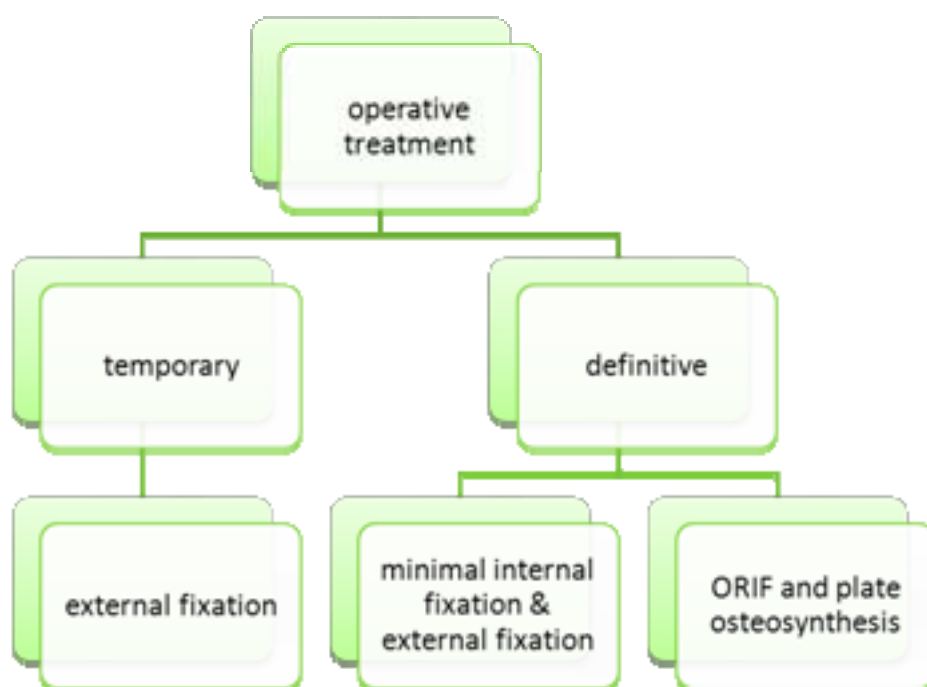 operative
treatment
temporary
definitive
external fixation
minimal internal
fixation &
external fixation
ORIF and plate
osteosynthesis